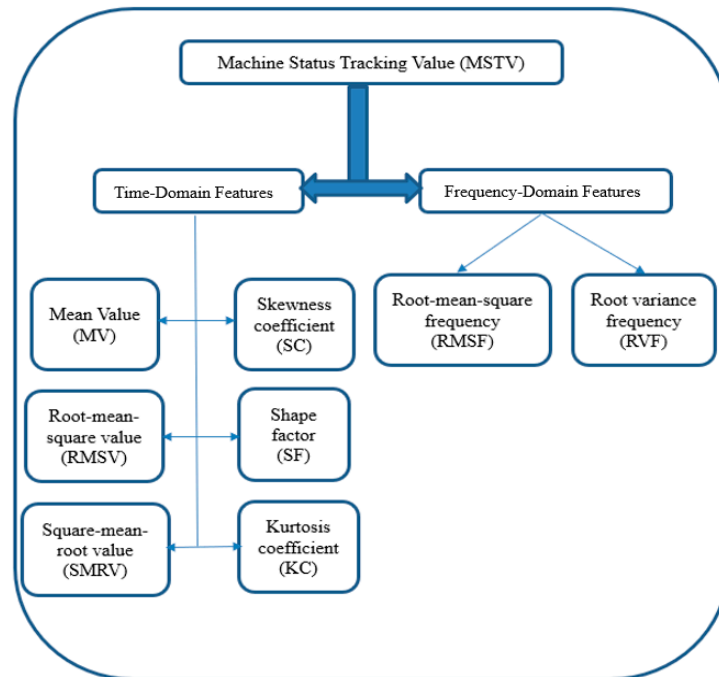 Machine Status Tracking Value (MSTV)
Time-Domain Features
Frequency-Domain Features
Mean Value
(MV)
Skewness
coefficient
(SC)
Root-mean-square
frequency
(RMSF)
Root variance
frequency
(RVF)
Root-mean-
square value
(RMSV)
Shape
factor
(SF)
Square-mean-
root value
(SMRV)
Kurtosis
coefficient
(KC)